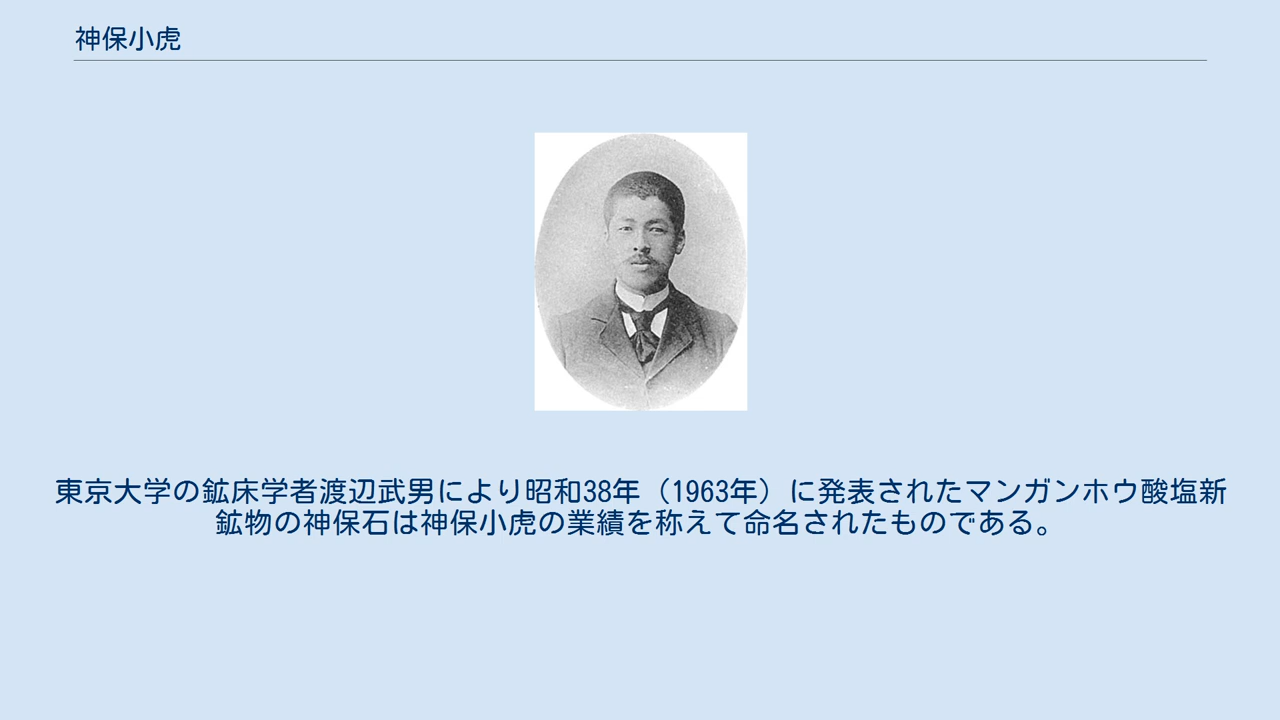 神保小虎
東京大学の鉱床学者渡辺武男により昭和38年（1963年）に発表されたマンガンホウ酸塩新
鉱物の神保石は神保小虎の業績を称えて命名されたものである。